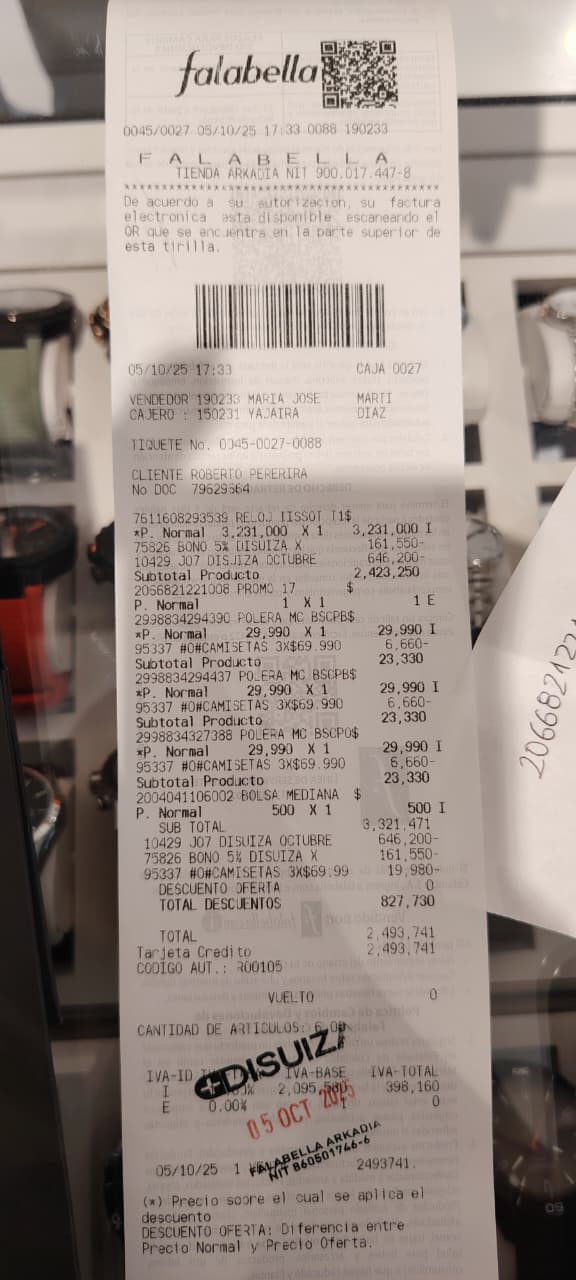 falabella
0045/0027 05/10/25 17:33 0088 190233
F A L A B E L L A
TIENDA ARKADIA NIT 900.017.447-8
****************************************
De acuerdo a su autorizacion, su factura
electronica esta disponible escaneando el
QR que se encuentra en la parte superior de
esta tirilla.
05/10/25 17:33 CAJA 0027
VENDEDOR 190233 MARIA JOSE MARTI
CAJERO : 150231 YAJAIRA DIAZ
TIQUETE No. 0045-0027-0088
CLIENTE ROBERTO PERERIRA
No DOC 79629564
7611608293539 RELOJ TISSOT T1$
*P. Normal 3,231,000 X 1 3,231,000 I
75826 BONO 5% DISUIZA X 161,550-
10429 J07 DISUIZA OCTUBRE 646,200-
Subtotal Producto 2,423,250
2056821221008 PROMO 17 $
P. Normal 1 X 1 1 E
2998834294390 POLERA MC BSCPB$
*P. Normal 29,990 X 1 29,990 I
95337 #O#CAMISETAS 3X$69.990 6,660-
Subtotal Producto 23,330
2998834294437 POLERA MC BSCPB$
*P. Normal 29,990 X 1 29,990 I
95337 #O#CAMISETAS 3X$69.990 6,660-
Subtotal Producto 23,330
2998834327388 POLERA MC BSCPO$
*P. Normal 29,990 X 1 29,990 I
95337 #O#CAMISETAS 3X$69.990 6,660-
Subtotal Producto 23,330
2004041106002 BOLSA MEDIANA $
P. Normal 500 X 1 500 I
SUB TOTAL 3,321,471
10429 J07 DISUIZA OCTUBRE 646,200-
75826 BONO 5% DISUIZA X 161,550-
95337 #O#CAMISETAS 3X$69.99 19,980-
DESCUENTO OFERTA 0
TOTAL DESCUENTOS 827,730
TOTAL 2,493,741
Tarjeta Credito 2,493,741
CODIGO AUT.: R00105
VUELTO 0
CANTIDAD DE ARTICULOS: 6.00
IVA-ID IVA-BASE IVA-TOTAL
I 398,160
E 0.00% 1 0
DISUIZA
05 OCT 2025
FALABELLA ARKADIA
NIT 860501746-6
05/10/25 1 2493741.
(*) Precio sobre el cual se aplica el
descuento
DESCUENTO OFERTA: Diferencia entre
Precio Normal y Precio Oferta.